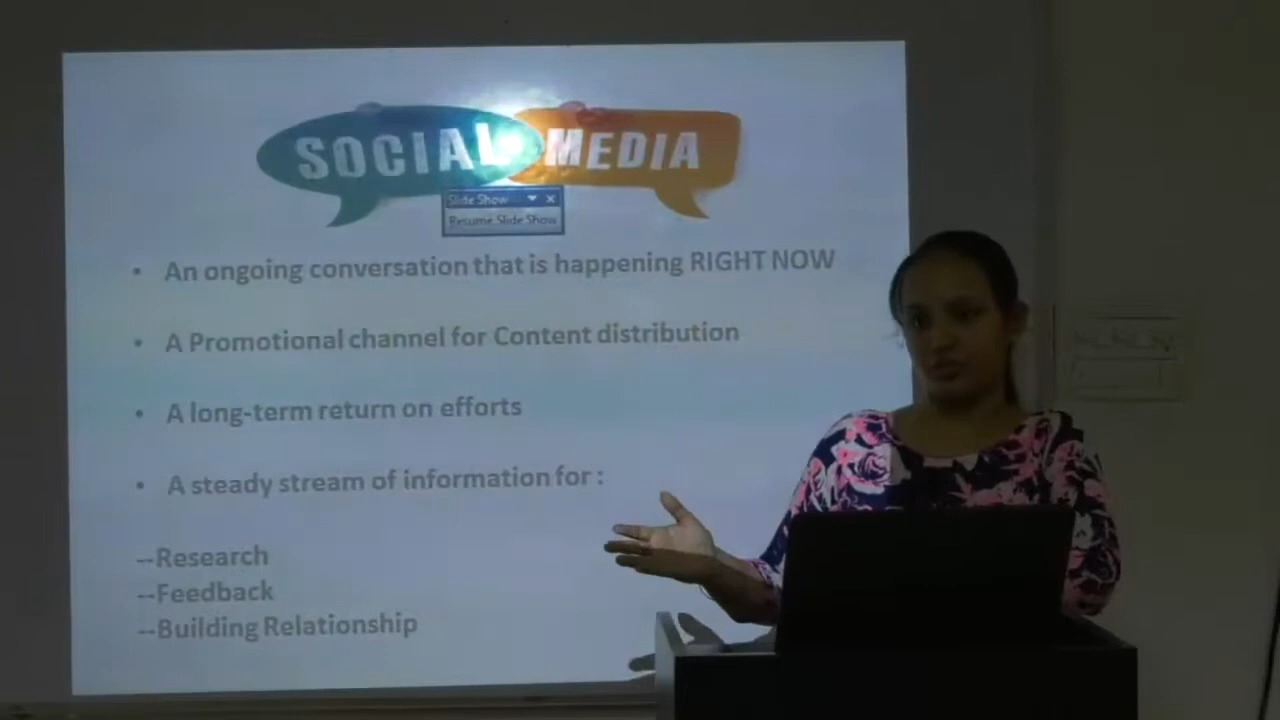 SOCIAL MEDIA
Slide Show
Resume Slide Show
• An ongoing conversation that is happening RIGHT NOW
• A Promotional channel for Content distribution
• A long-term return on efforts
• A steady stream of information for :
--Research
--Feedback
--Building Relationship